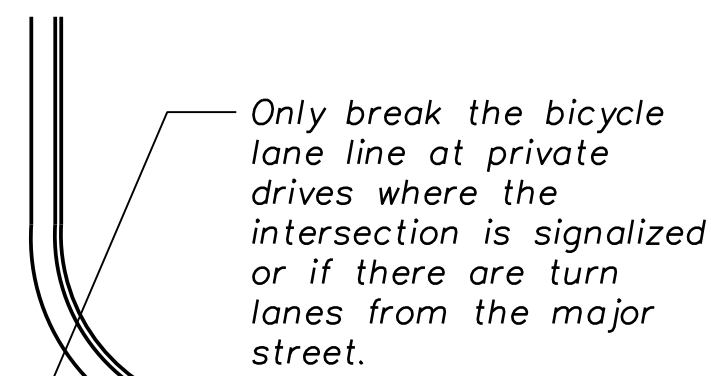 Only break the bicycle
lane line at private
drives where the
intersection is signalized
or if there are turn
lanes from the major
street.